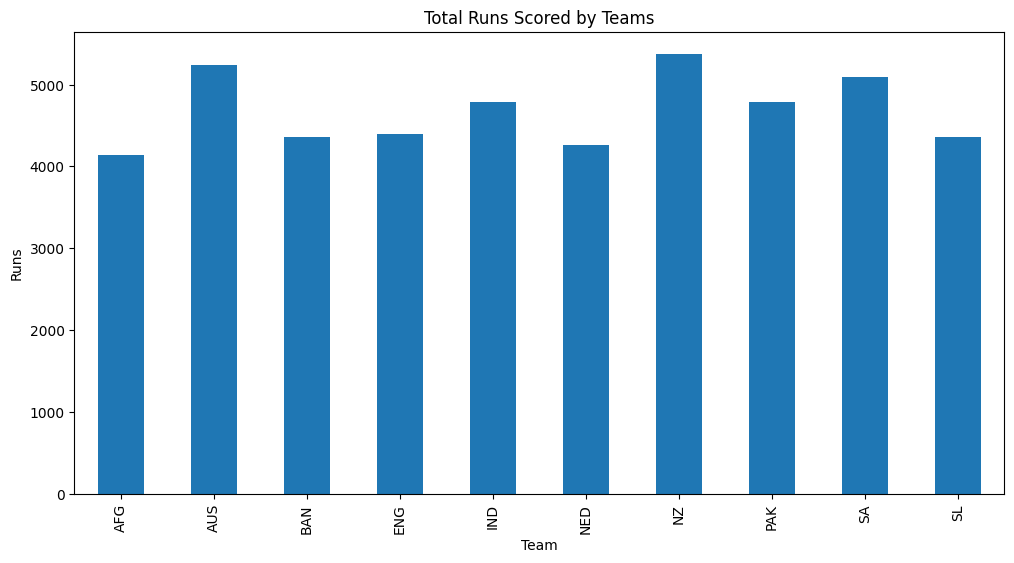 Total Runs Scored by Teams
5000
4000
3000
2000
1000
0
Runs
AFG
AUS
BAN
ENG
IND
NED
NZ
PAK
SA
SL
Team